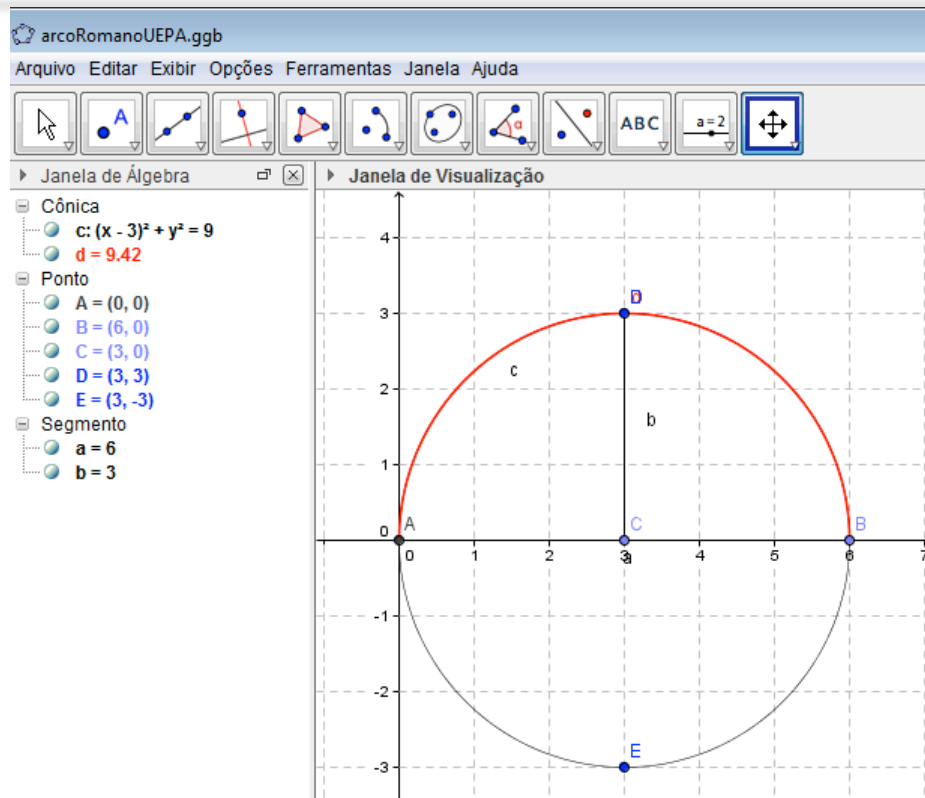 arcoRomanoUEPA.ggb
Arquivo Editar Exibir Opções Ferramentas Janela Ajuda
A α ABC a=2
Janela de Álgebra
Cônica
c: (x - 3)² + y² = 9
d = 9.42
Ponto
A = (0, 0)
B = (6, 0)
C = (3, 0)
D = (3, 3)
E = (3, -3)
Segmento
a = 6
b = 3
Janela de Visualização
4
D
3
c
2
b
1
0 A C B
0 1 2 3 a 4 5 6 7
-1
-2
E
-3